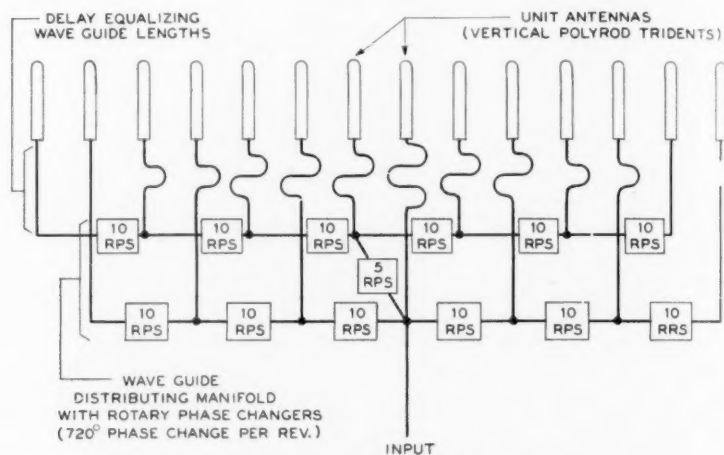 DELAY EQUALIZING
WAVE GUIDE LENGTHS
UNIT ANTENNAS
(VERTICAL POLYROD TRIDENTS)
10
RPS
10
RPS
10
RPS
10
RPS
10
RPS
10
RPS
5
RPS
10
RPS
10
RPS
10
RPS
10
RPS
10
RPS
10
RRS
WAVE GUIDE
DISTRIBUTING MANIFOLD
WITH ROTARY PHASE CHANGERS
(720° PHASE CHANGE PER REV.)
INPUT